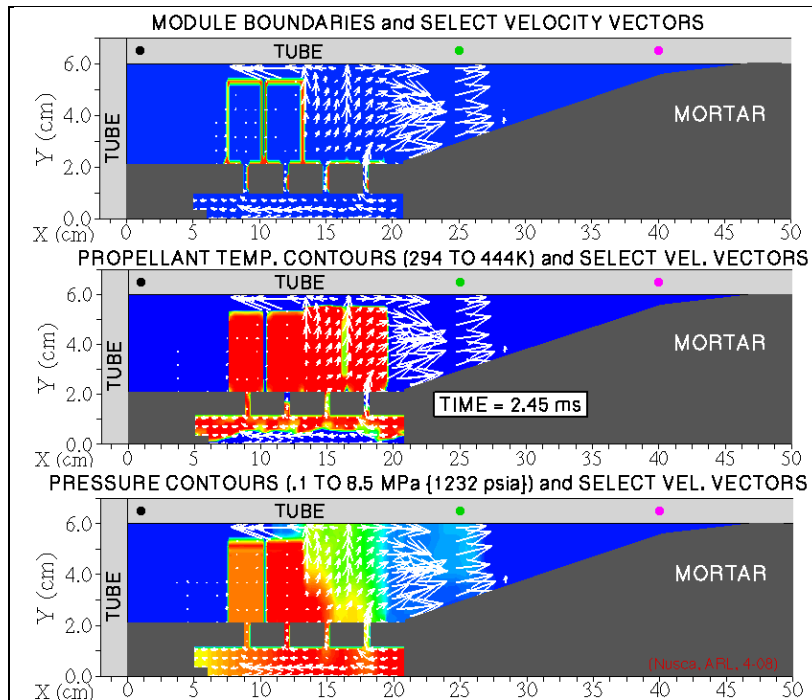 MODULE BOUNDARIES and SELECT VELOCITY VECTORS
TUBE
6.0
4.0
2.0
0.0
Y (cm)
TUBE
MORTAR
X (cm)
0 5 10 15 20 25 30 35 40 45 50
PROPELLANT TEMP. CONTOURS (294 TO 444K) and SELECT VEL. VECTORS
TUBE
6.0
4.0
2.0
0.0
Y (cm)
TUBE
MORTAR
TIME = 2.45 ms
X (cm)
0 5 10 15 20 25 30 35 40 45 50
PRESSURE CONTOURS (.1 TO 8.5 MPa {1232 psia}) and SELECT VEL. VECTORS
TUBE
6.0
4.0
2.0
0.0
Y (cm)
TUBE
MORTAR
(Nusca, ARL, 4-08)
X (cm)
0 5 10 15 20 25 30 35 40 45 50